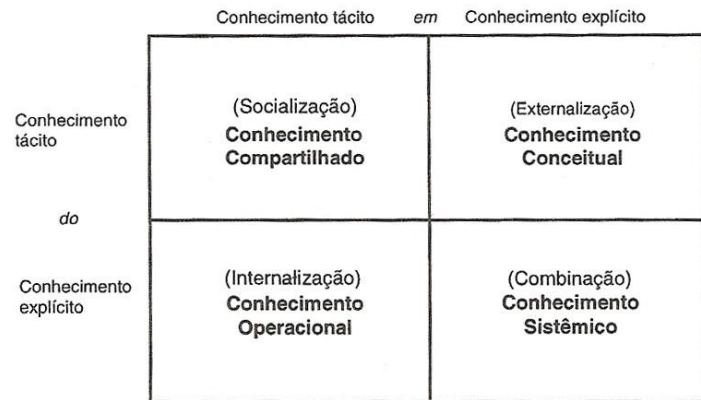 Conhecimento tácito em Conhecimento explícito
Conhecimento
tácito
(Socialização)
Conhecimento
Compartilhado
(Externalização)
Conhecimento
Conceitual
do
Conhecimento
explícito
(Internalização)
Conhecimento
Operacional
(Combinação)
Conhecimento
Sistêmico